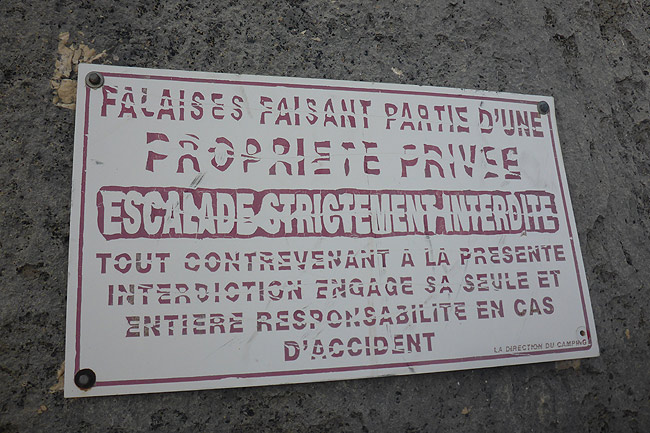 FALAISES FAISANT PARTIE D'UNE
PROPRIETE PRIVEE
ESCALADE STRICTEMENT INTERDITE
TOUT CONTREVENANT A LA PRESENTE
INTERDICTION ENGAGE SA SEULE ET
ENTIERE RESPONSABILITE EN CAS
D'ACCIDENT
LA DIRECTION DU CAMPING